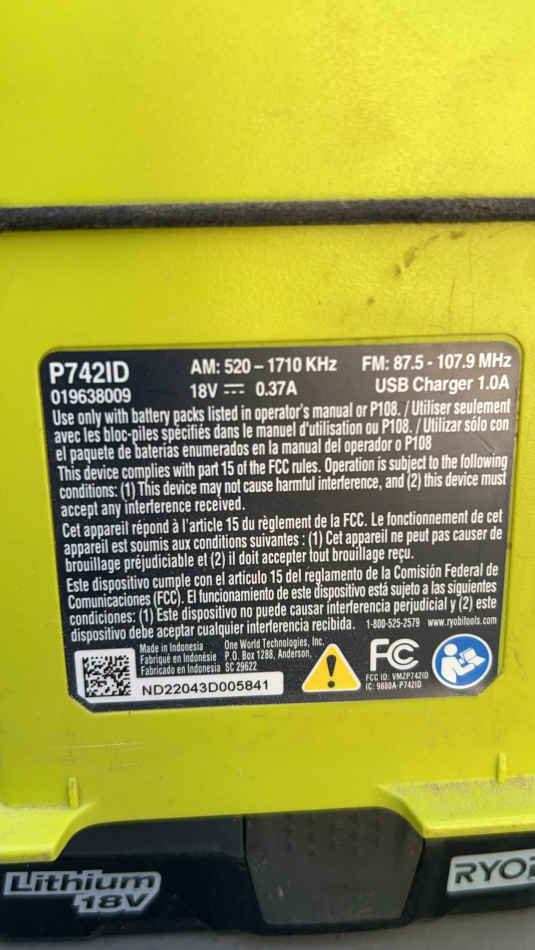 P742ID
019638009
AM: 520 – 1710 KHz FM: 87.5 - 107.9 MHz
18V 0.37A USB Charger 1.0A
Use only with battery packs listed in operator's manual or P108. / Utiliser seulement
avec les bloc-piles spécifiés dans le manuel d'utilisation ou P108. / Utilizar sólo con
el paquete de baterías enumerados en la manual del operador o P108
This device complies with part 15 of the FCC rules. Operation is subject to the following
conditions: (1) This device may not cause harmful interference, and (2) this device must
accept any interference received.
Cet appareil répond à l'article 15 du règlement de la FCC. Le fonctionnement de cet
appareil est soumis aux conditions suivantes : (1) Cet appareil ne peut pas causer de
brouillage préjudiciable et (2) il doit accepter tout brouillage reçu.
Este dispositivo cumple con el articulo 15 del reglamento de la Comisión Federal de
Comunicaciones (FCC). El funcionamiento de este dispositivo está sujeto a las siguientes
condiciones: (1) Este dispositivo no puede causar interferencia perjudicial y (2) este
dispositivo debe aceptar cualquier interferencia recibida. 1-800-525-2579 www.ryobitools.com
Made in Indonesia
Fabriqué en Indonésie
Fabricado en Indonesia
One World Technologies, Inc.
P.O. Box 1288, Anderson,
SC 29622
ND22043D005841
FC
FCC ID: VMZP742ID
IC: 9880A-P742ID
Lithium
18V
RYOB